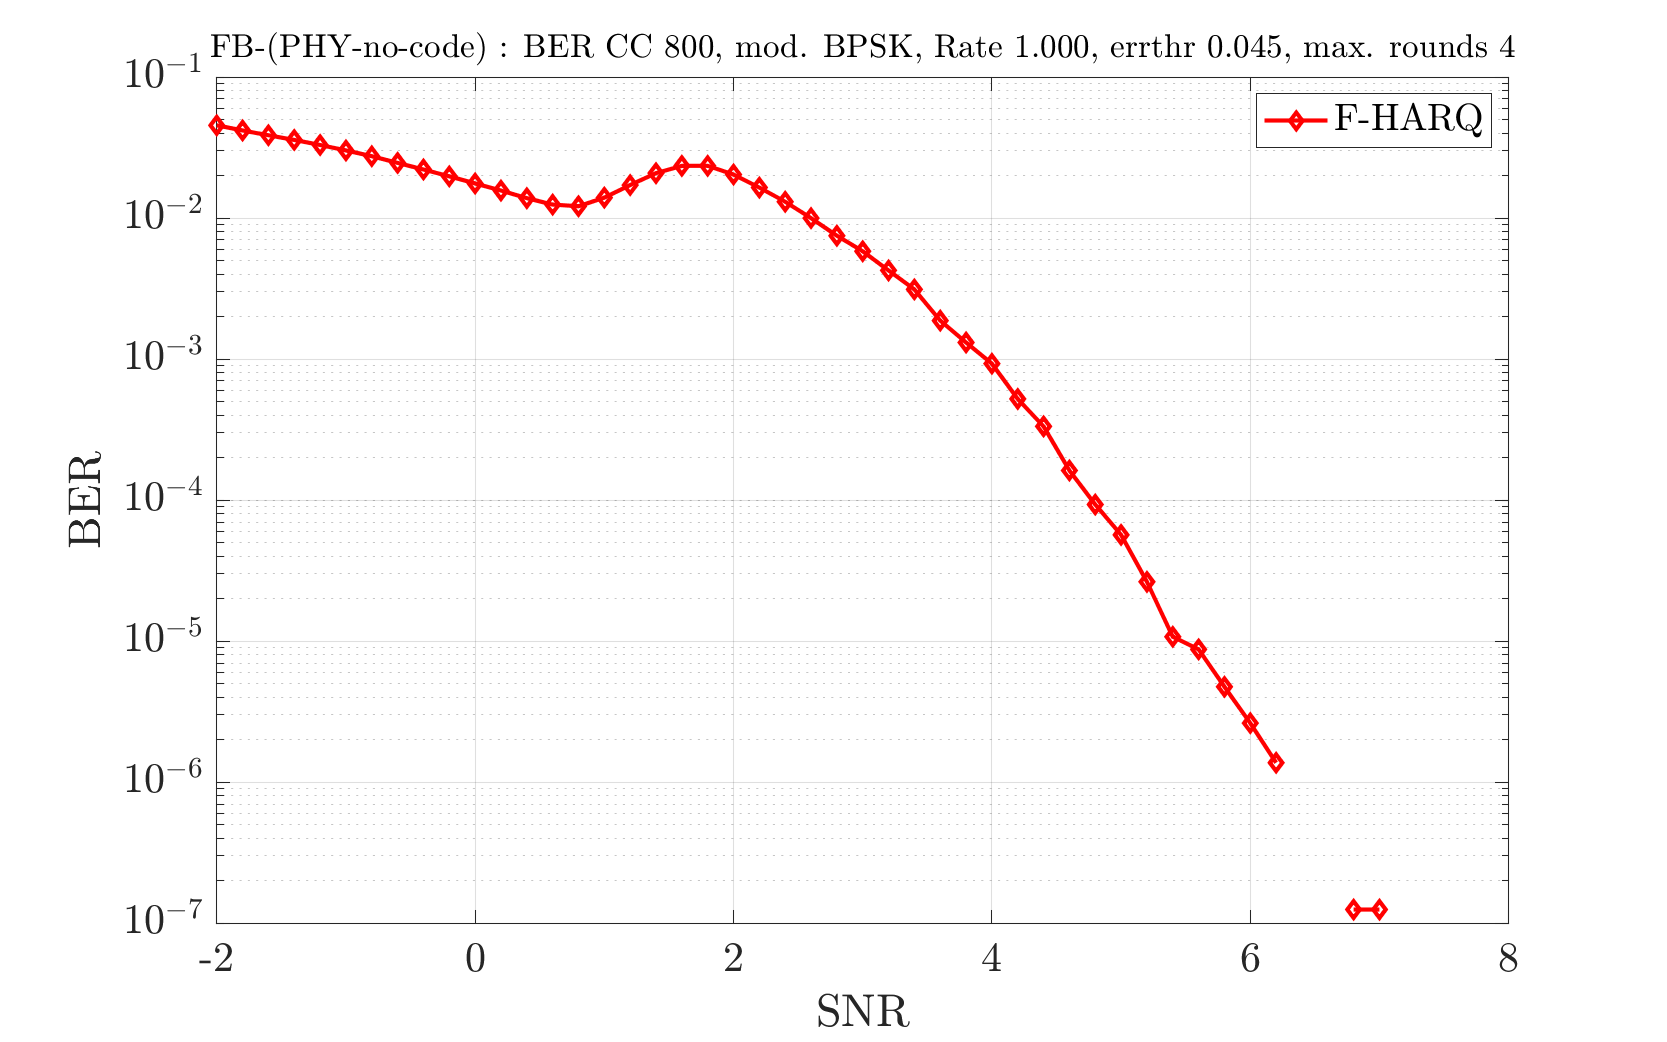 FB-(PHY-no-code) : BER CC 800, mod. BPSK, Rate 1.000, errthr 0.045, max. rounds 4
F-HARQ
10^{-1}
10^{-2}
10^{-3}
10^{-4}
10^{-5}
10^{-6}
10^{-7}
BER
-2 0 2 4 6 8
SNR